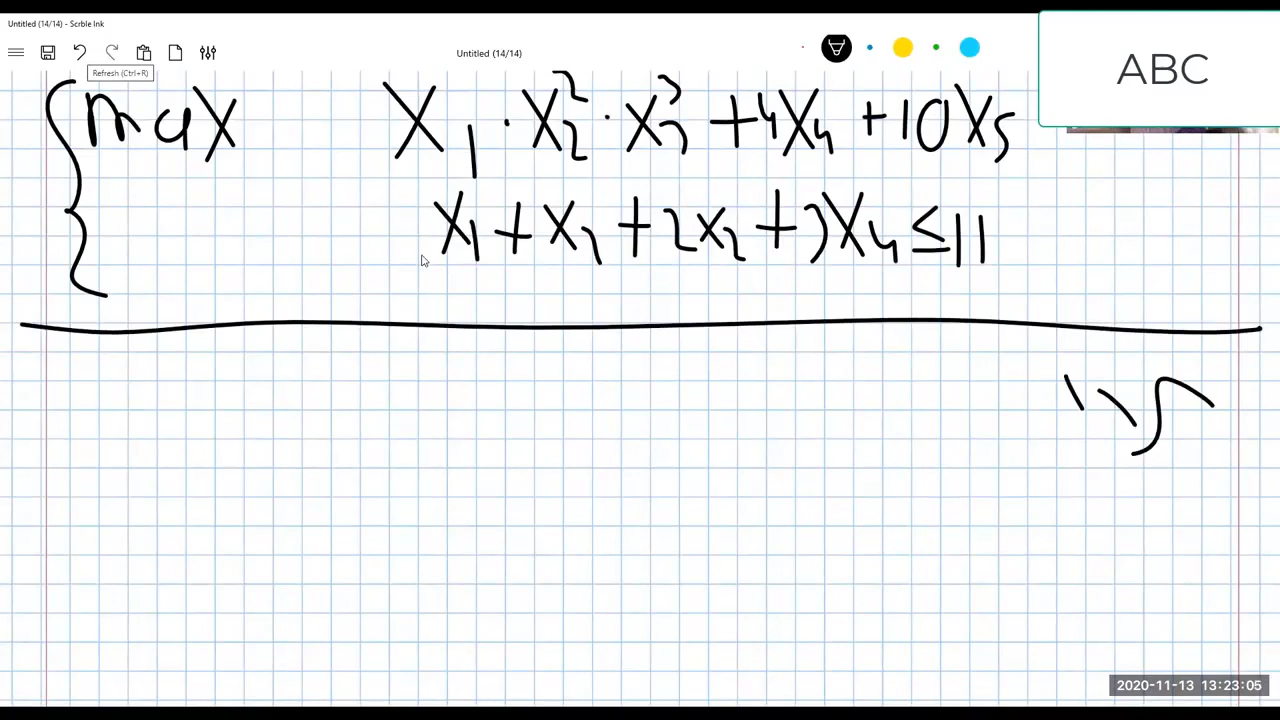 Untitled (14/14) - Scrble Ink
Untitled (14/14)
Refresh (Ctrl+R)
ABC
max X₁ · X₂² · X₃³ + 4X₄ + 10X₅
X₁ + X₂ + 2X₂ + 3X₄ ≤ 11
2020-11-13 13:23:05